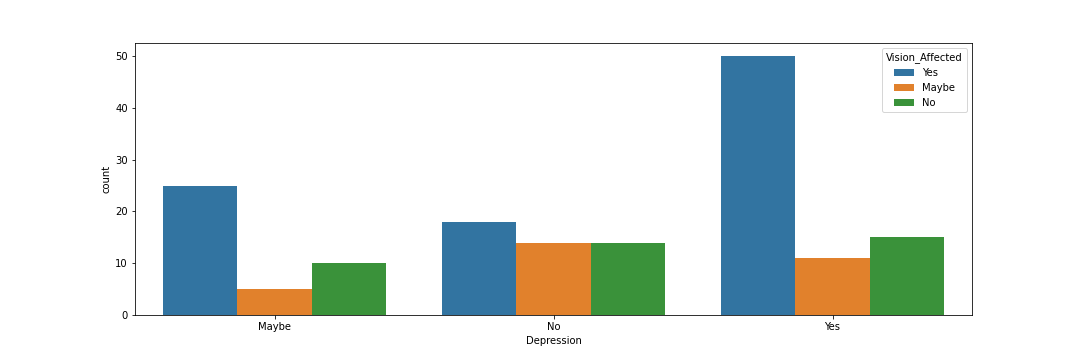 50
40
30
20
10
0
count
Vision_Affected
Yes
Maybe
No
Maybe
No
Yes
Depression